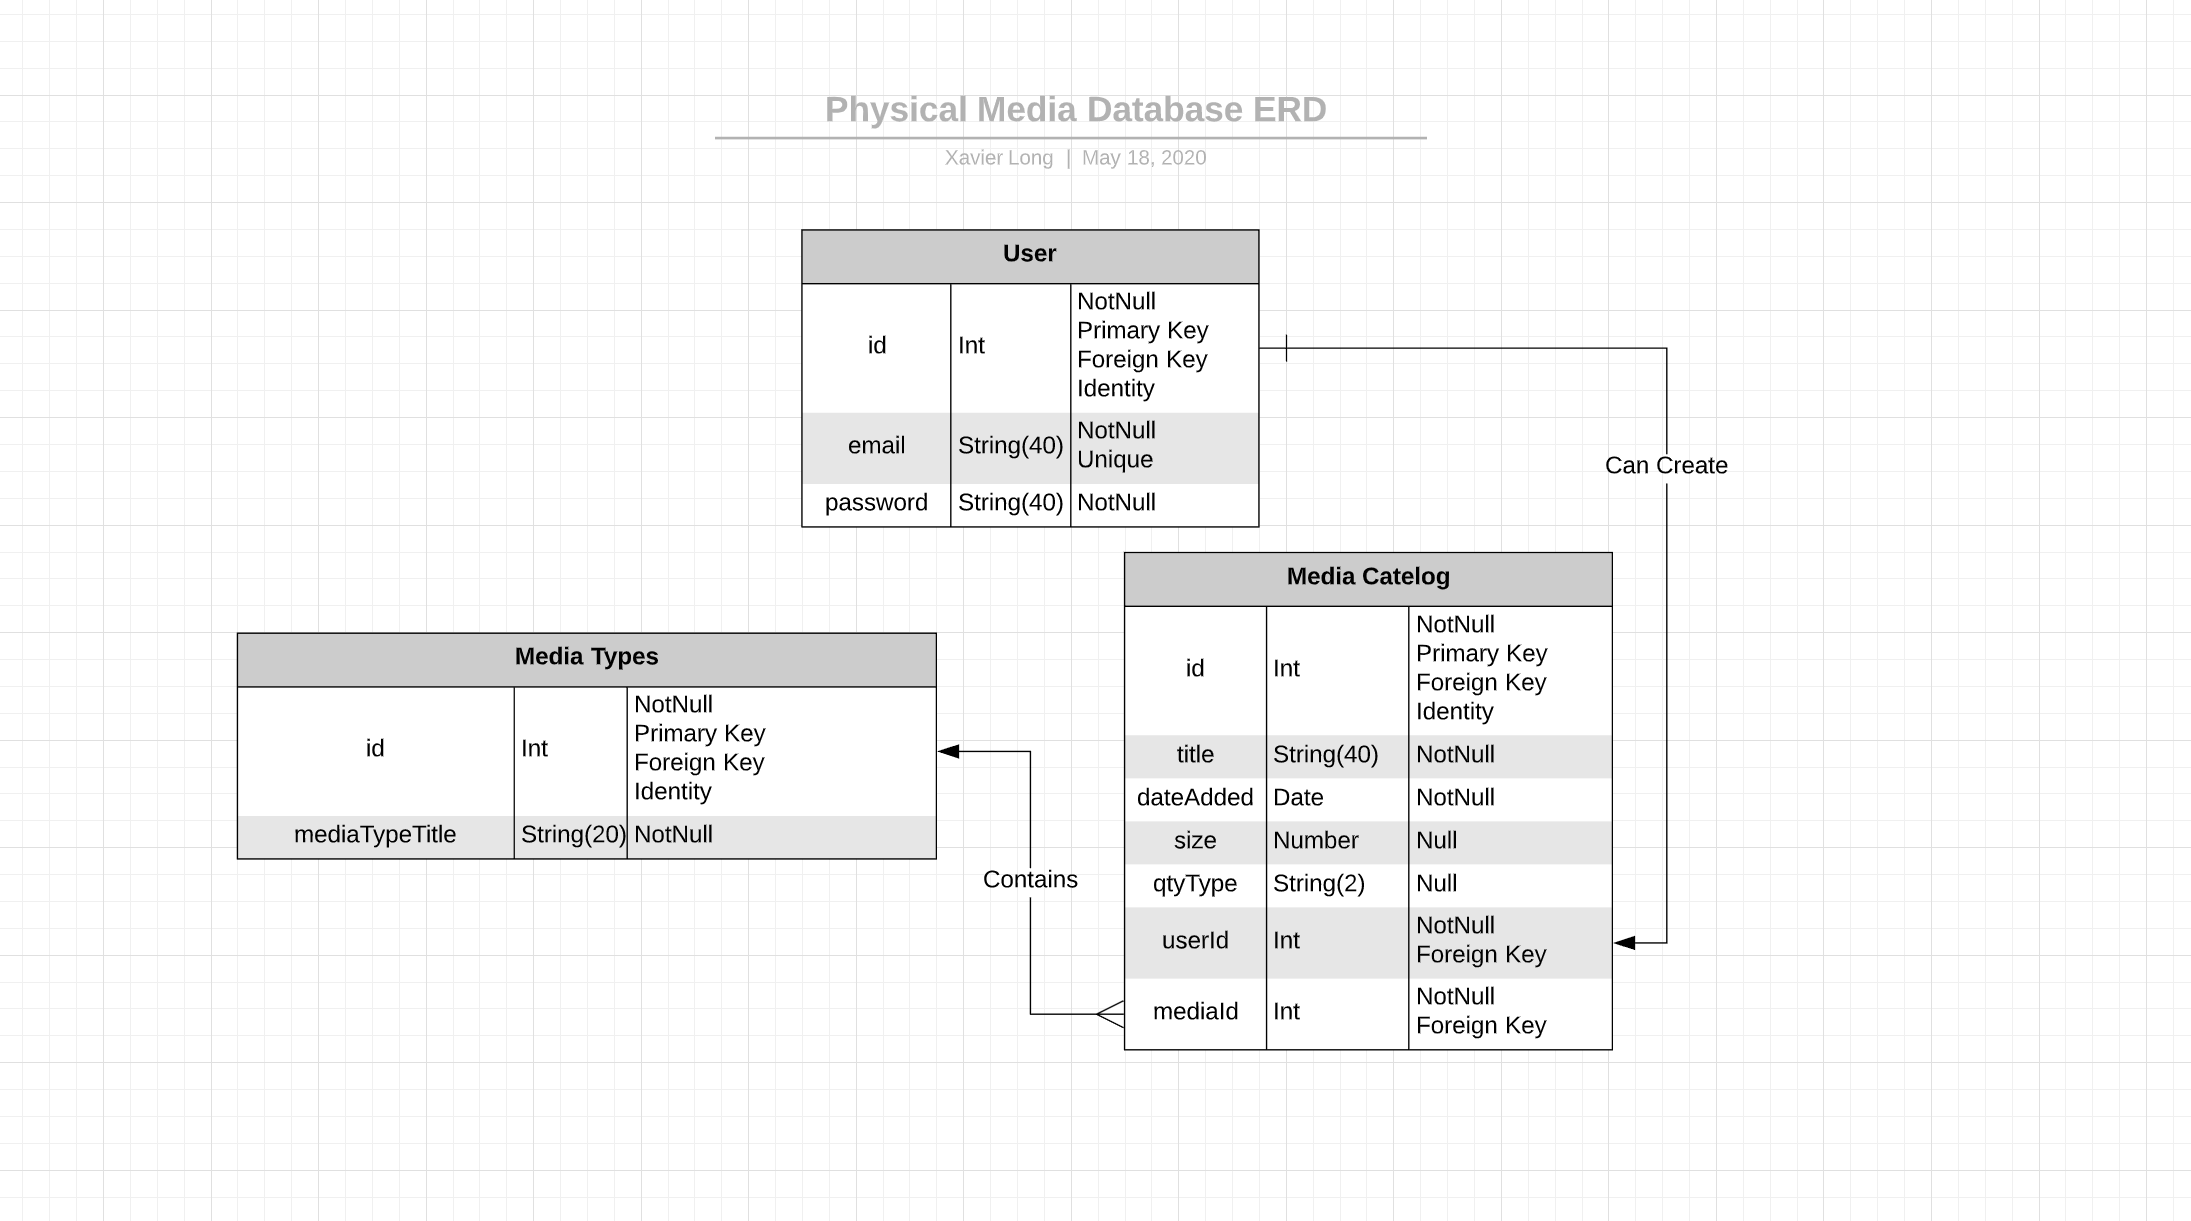 Physical Media Database ERD
Xavier Long | May 18, 2020
User
id
Int
NotNull
Primary Key
Foreign Key
Identity
email
String(40)
NotNull
Unique
password
String(40)
NotNull
Can Create
Media Types
id
Int
NotNull
Primary Key
Foreign Key
Identity
mediaTypeTitle
String(20)
NotNull
Contains
Media Catelog
id
Int
NotNull
Primary Key
Foreign Key
Identity
title
String(40)
NotNull
dateAdded
Date
NotNull
size
Number
Null
qtyType
String(2)
Null
userId
Int
NotNull
Foreign Key
mediaId
Int
NotNull
Foreign Key